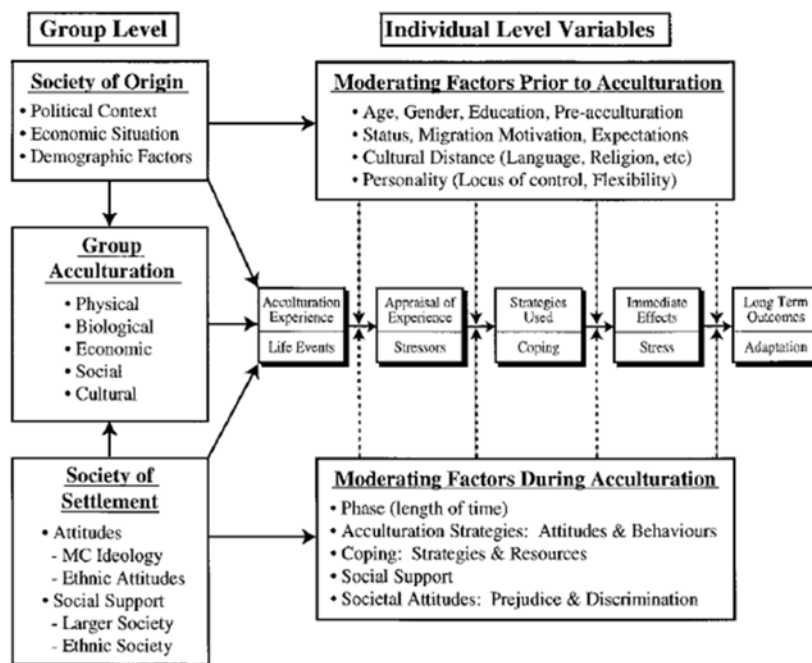 Group Level
Individual Level Variables
Society of Origin
• Political Context
• Economic Situation
• Demographic Factors
Moderating Factors Prior to Acculturation
• Age, Gender, Education, Pre-acculturation
• Status, Migration Motivation, Expectations
• Cultural Distance (Language, Religion, etc)
• Personality (Locus of control, Flexibility)
Group
Acculturation
• Physical
• Biological
• Economic
• Social
• Cultural
Acculturation
Experience
Life Events
Appraisal of
Experience
Stressors
Strategies
Used
Coping
Immediate
Effects
Stress
Long Term
Outcomes
Adaptation
Society of
Settlement
• Attitudes
- MC Ideology
- Ethnic Attitudes
• Social Support
- Larger Society
- Ethnic Society
Moderating Factors During Acculturation
• Phase (length of time)
• Acculturation Strategies: Attitudes & Behaviours
• Coping: Strategies & Resources
• Social Support
• Societal Attitudes: Prejudice & Discrimination